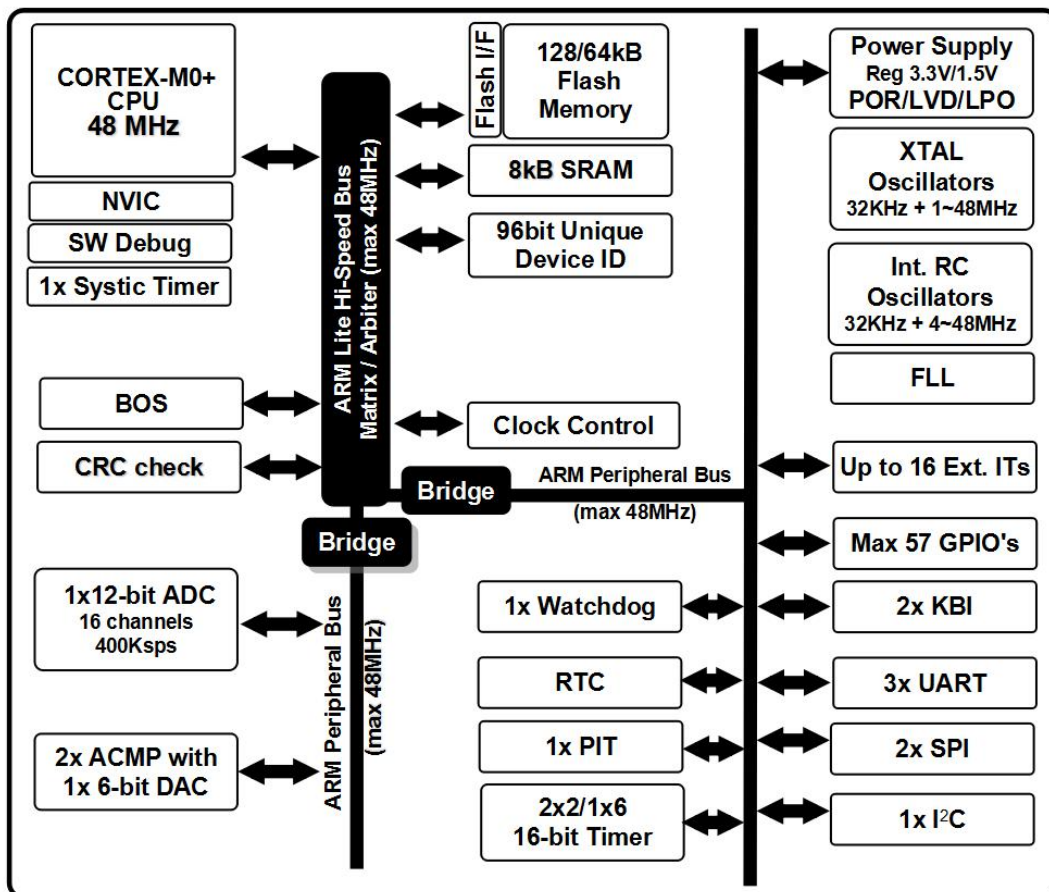 CORTEX-M0+
CPU
48 MHz
NVIC
SW Debug
1x Systic Timer
BOS
CRC check
1x12-bit ADC
16 channels
400Ksps
2x ACMP with
1x 6-bit DAC
ARM Lite Hi-Speed Bus
Matrix / Arbiter (max 48MHz)
Bridge
ARM Peripheral Bus
(max 48MHz)
Flash I/F
128/64kB
Flash
Memory
8kB SRAM
96bit Unique
Device ID
Clock Control
Bridge
ARM Peripheral Bus
(max 48MHz)
1x Watchdog
RTC
1x PIT
2x2/1x6
16-bit Timer
Power Supply
Reg 3.3V/1.5V
POR/LVD/LPO
XTAL
Oscillators
32KHz + 1~48MHz
Int. RC
Oscillators
32KHz + 4~48MHz
FLL
Up to 16 Ext. ITs
Max 57 GPIO's
2x KBI
3x UART
2x SPI
1x I²C